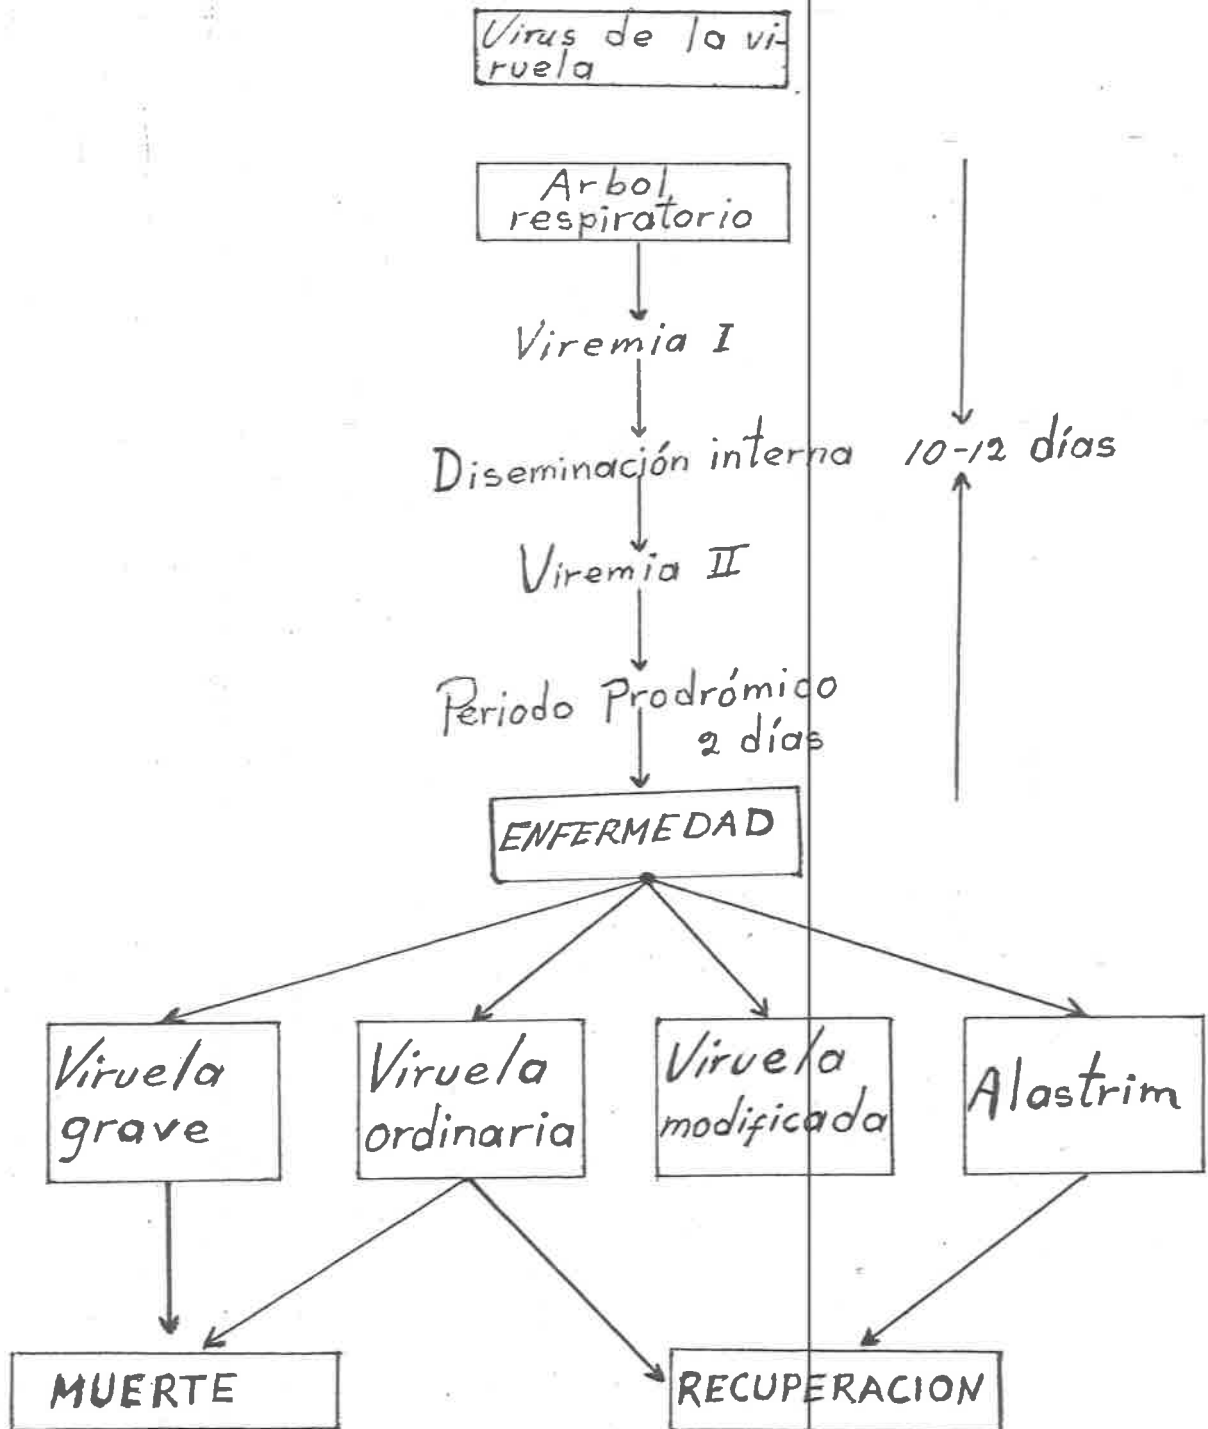 Virus de la vi-
ruela
Arbol
respiratorio
Viremia I
Diseminación interna 10-12 días
Viremia II
Periodo Prodrómico
2 días
ENFERMEDAD
Viruela
grave
Viruela
ordinaria
Viruela
modificada
Alastrim
MUERTE
RECUPERACION